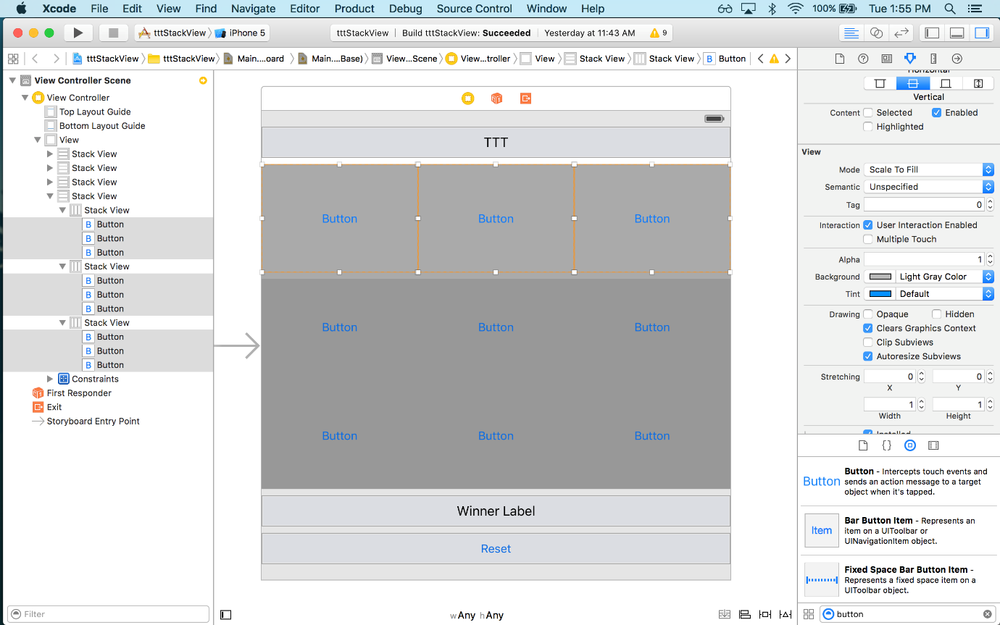 Xcode File Edit View Find Navigate Editor Product Debug Source Control Window Help 100% Tue 1:55 PM
tttStackView iPhone 5 tttStackView Build tttStackView: Succeeded Yesterday at 11:43 AM 9
tttStackView tttStackView Main....oard Main....Base) View...Scene View...troller View Stack View Stack View B Button
View Controller Scene
View Controller
Top Layout Guide
Bottom Layout Guide
View
Stack View
Stack View
Stack View
Stack View
Stack View
B Button
B Button
B Button
Stack View
B Button
B Button
B Button
Stack View
B Button
B Button
B Button
Constraints
First Responder
Exit
Storyboard Entry Point
Filter
TTT
Button Button Button
Button Button Button
Button Button Button
Winner Label
Reset
w Any h Any
Horizontal
Vertical
Content Selected Enabled
Highlighted
View
Mode Scale To Fill
Semantic Unspecified
Tag 0
Interaction User Interaction Enabled
Multiple Touch
Alpha 1
Background Light Gray Color
Tint Default
Drawing Opaque Hidden
Clears Graphics Context
Clip Subviews
Autoresize Subviews
Stretching 0 0
X Y
1 1
Width Height
Installed
{}
Button
Button - Intercepts touch events and
sends an action message to a target
object when it's tapped.
Item
Bar Button Item - Represents an
item on a UIToolbar or
UINavigationItem object.
Fixed Space Bar Button Item -
Represents a fixed space item on a
UIToolbar object.
button